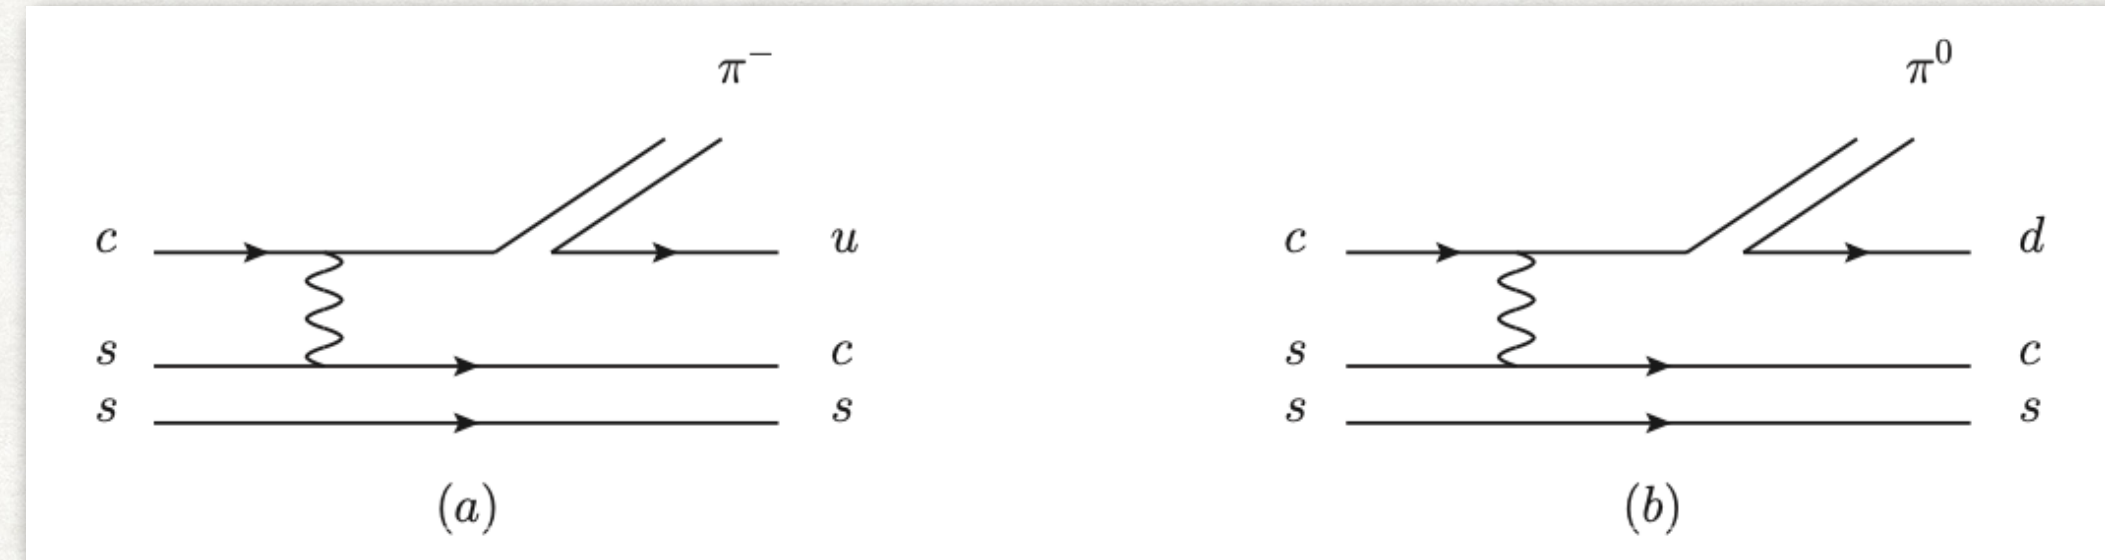 π⁻ π⁰
c u c d
s c s c
s s s s
(a) (b)